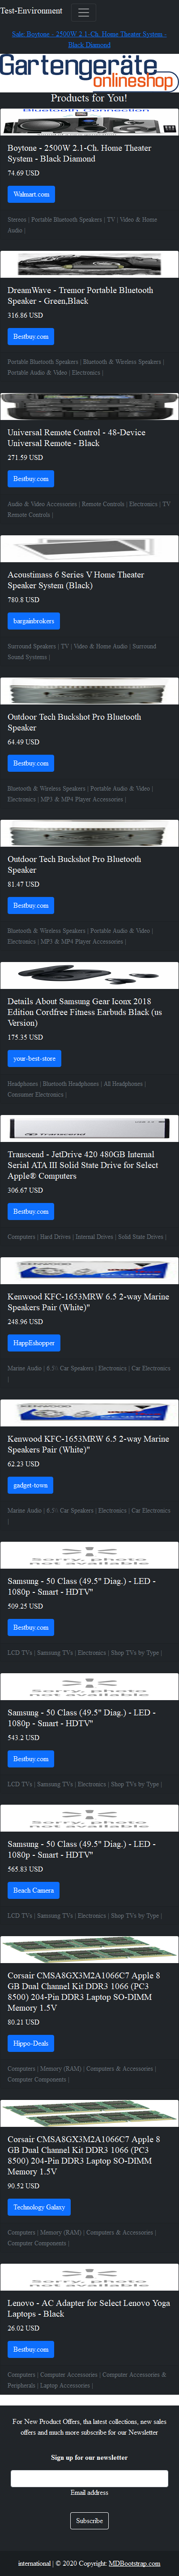 Test-Environment
Sale Boytone - 2500W 2.1-Ch. Home Theater System -
Black Diamond
Gartengeräte
onlineshop
Products for You!
Boytone - 2500W 2.1-Ch. Home Theater
System - Black Diamond
74.69 USD
Walmart.com
Stereos | Portable Bluetooth Speakers | TV | Video & Home
Audio |
DreamWave - Tremor Portable Bluetooth
Speaker - Green,Black
316.86 USD
Bestbuy.com
Portable Bluetooth Speakers | Bluetooth & Wireless Speakers |
Portable Audio & Video | Electronics |
Universal Remote Control - 48-Device
Universal Remote - Black
271.59 USD
Bestbuy.com
Audio & Video Accessories | Remote Controls | Electronics | TV
Remote Controls |
Acoustimass 6 Series V Home Theater
Speaker System (Black)
780.8 USD
bargainbrokers
Surround Speakers | TV | Video & Home Audio | Surround
Sound Systems |
Outdoor Tech Buckshot Pro Bluetooth
Speaker
64.49 USD
Bestbuy.com
Bluetooth & Wireless Speakers | Portable Audio & Video |
Electronics | MP3 & MP4 Player Accessories |
Outdoor Tech Buckshot Pro Bluetooth
Speaker
81.47 USD
Bestbuy.com
Bluetooth & Wireless Speakers | Portable Audio & Video |
Electronics | MP3 & MP4 Player Accessories |
Details About Samsung Gear Iconx 2018
Edition Cordfree Fitness Earbuds Black (us
Version)
175.35 USD
your-best-store
Headphones | Bluetooth Headphones | All Headphones |
Consumer Electronics |
Transcend
Transcend - JetDrive 420 480GB Internal
Serial ATA III Solid State Drive for Select
Apple® Computers
306.67 USD
Bestbuy.com
Computers | Hard Drives | Internal Drives | Solid State Drives |
Kenwood KFC-1653MRW 6.5 2-way Marine
Speakers Pair (White)"
248.96 USD
HappEshopper
Marine Audio | 6.5\ Car Speakers | Electronics | Car Electronics
|
Kenwood KFC-1653MRW 6.5 2-way Marine
Speakers Pair (White)"
62.23 USD
gadget-town
Marine Audio | 6.5\ Car Speakers | Electronics | Car Electronics
|
Sorry, photo
not available
Samsung - 50 Class (49.5" Diag.) - LED -
1080p - Smart - HDTV"
509.25 USD
Bestbuy.com
LCD TVs | Samsung TVs | Electronics | Shop TVs by Type |
Sorry, photo
not available
Samsung - 50 Class (49.5" Diag.) - LED -
1080p - Smart - HDTV"
543.2 USD
Bestbuy.com
LCD TVs | Samsung TVs | Electronics | Shop TVs by Type |
Sorry, photo
not available
Samsung - 50 Class (49.5" Diag.) - LED -
1080p - Smart - HDTV"
565.83 USD
Beach Camera
LCD TVs | Samsung TVs | Electronics | Shop TVs by Type |
Corsair CMSA8GX3M2A1066C7 Apple 8
GB Dual Channel Kit DDR3 1066 (PC3
8500) 204-Pin DDR3 Laptop SO-DIMM
Memory 1.5V
80.21 USD
Hippo-Deals
Computers | Memory (RAM) | Computers & Accessories |
Computer Components |
Corsair CMSA8GX3M2A1066C7 Apple 8
GB Dual Channel Kit DDR3 1066 (PC3
8500) 204-Pin DDR3 Laptop SO-DIMM
Memory 1.5V
90.52 USD
Technology Galaxy
Computers | Memory (RAM) | Computers & Accessories |
Computer Components |
Sorry, photo
not available
Lenovo - AC Adapter for Select Lenovo Yoga
Laptops - Black
26.02 USD
Bestbuy.com
Computers | Computer Accessories | Computer Accessories &
Peripherals | Laptop Accessories |
For New Product Offers, tha latest collections, new sales
offers and much more subscribe for our Newsletter
Sign up for our newsletter
Email address
Subscribe
international | © 2020 Copyright: MDBootstrap.com